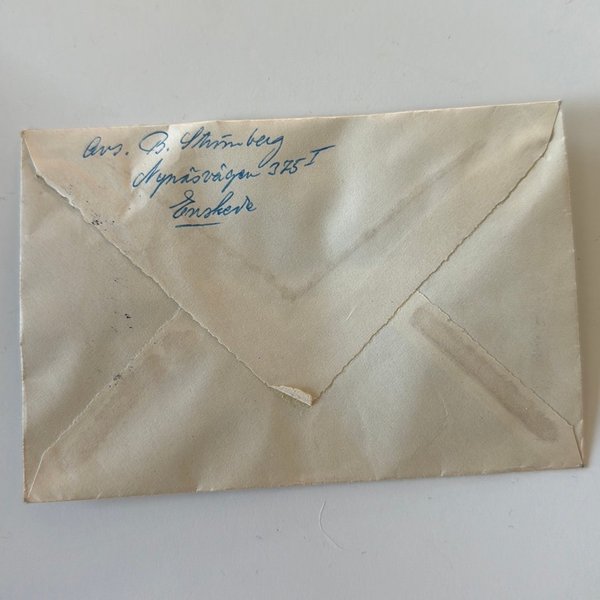 Avs. B. Strömberg
Nynäsvägen 375 I
Enskede